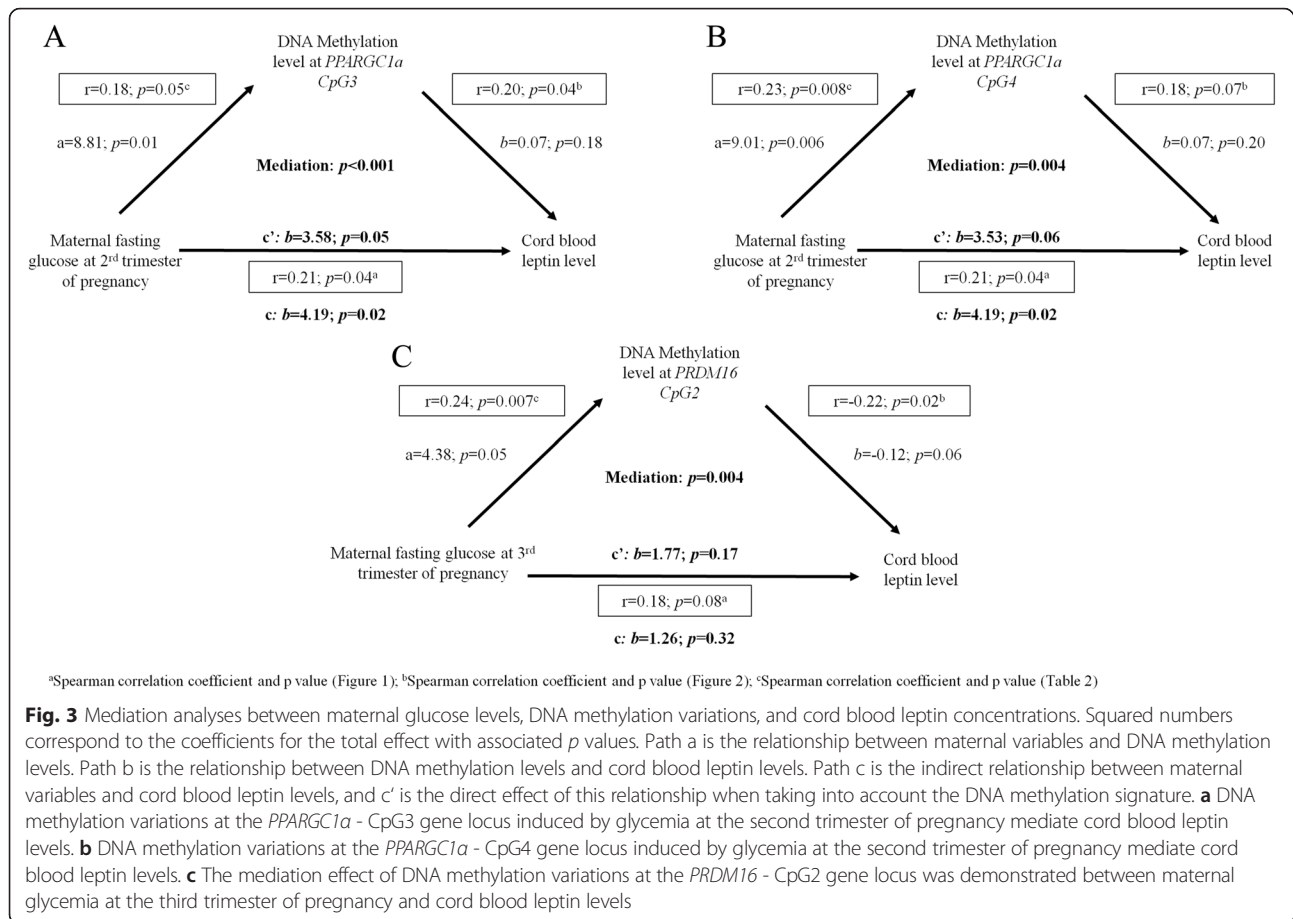 A
DNA Methylation
level at PPARGC1a
CpG3
r=0.18; p=0.05ᶜ
r=0.20; p=0.04ᵇ
a=8.81; p=0.01
b=0.07; p=0.18
Mediation: p<0.001
Maternal fasting
glucose at 2ʳᵈ trimester
of pregnancy
c’: b=3.58; p=0.05
r=0.21; p=0.04ᵃ
c: b=4.19; p=0.02
Cord blood
leptin level
B
DNA Methylation
level at PPARGC1a
CpG4
r=0.23; p=0.008ᶜ
r=0.18; p=0.07ᵇ
a=9.01; p=0.006
b=0.07; p=0.20
Mediation: p=0.004
Maternal fasting
glucose at 2ʳᵈ trimester
of pregnancy
c’: b=3.53; p=0.06
r=0.21; p=0.04ᵃ
c: b=4.19; p=0.02
Cord blood
leptin level
C
DNA Methylation
level at PRDM16
CpG2
r=0.24; p=0.007ᶜ
r=-0.22; p=0.02ᵇ
a=4.38; p=0.05
b=-0.12; p=0.06
Mediation: p=0.004
Maternal fasting glucose at 3ʳᵈ
trimester of pregnancy
c’: b=1.77; p=0.17
r=0.18; p=0.08ᵃ
c: b=1.26; p=0.32
Cord blood
leptin level
ᵃSpearman correlation coefficient and p value (Figure 1); ᵇSpearman correlation coefficient and p value (Figure 2); ᶜSpearman correlation coefficient and p value (Table 2)
Fig. 3 Mediation analyses between maternal glucose levels, DNA methylation variations, and cord blood leptin concentrations. Squared numbers
correspond to the coefficients for the total effect with associated p values. Path a is the relationship between maternal variables and DNA methylation
levels. Path b is the relationship between DNA methylation levels and cord blood leptin levels. Path c is the indirect relationship between maternal
variables and cord blood leptin levels, and c‘ is the direct effect of this relationship when taking into account the DNA methylation signature. a DNA
methylation variations at the PPARGC1α - CpG3 gene locus induced by glycemia at the second trimester of pregnancy mediate cord blood leptin
levels. b DNA methylation variations at the PPARGC1α - CpG4 gene locus induced by glycemia at the second trimester of pregnancy mediate cord
blood leptin levels. c The mediation effect of DNA methylation variations at the PRDM16 - CpG2 gene locus was demonstrated between maternal
glycemia at the third trimester of pregnancy and cord blood leptin levels